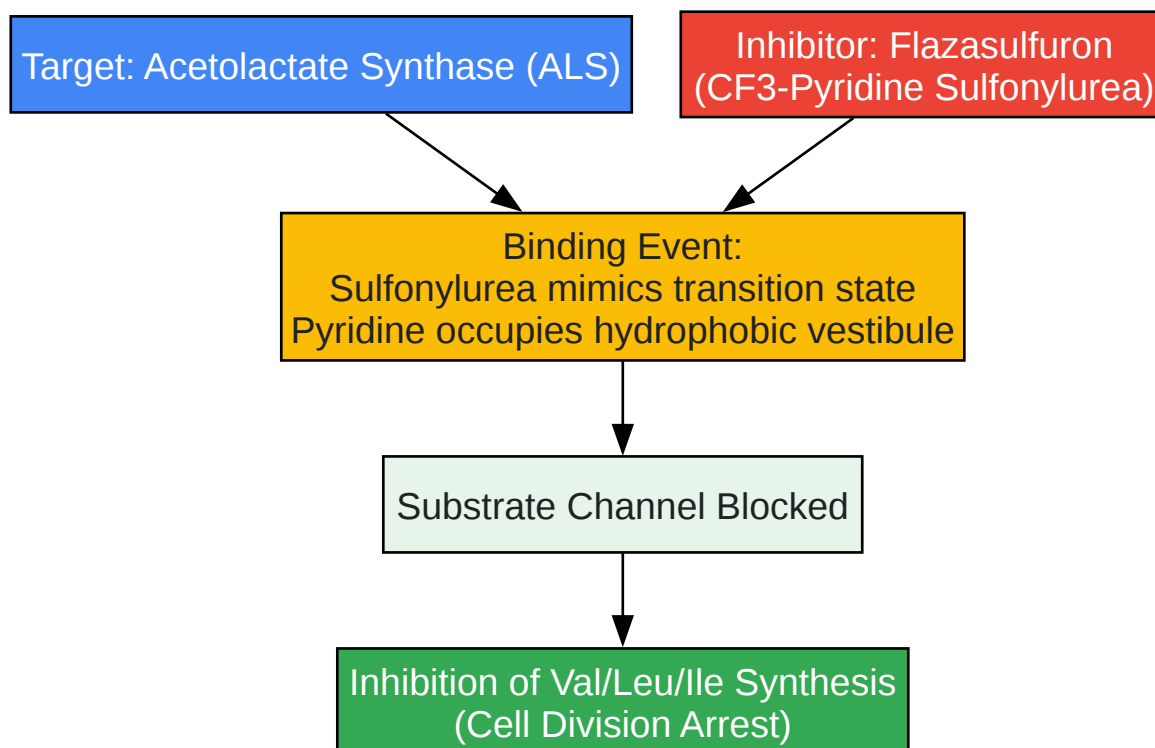 Target: Acetolactate Synthase (ALS)
Inhibitor: Flazasulfuron
(CF3-Pyridine Sulfonylurea)
Binding Event:
Sulfonylurea mimics transition state
Pyridine occupies hydrophobic vestibule
Substrate Channel Blocked
Inhibition of Val/Leu/Ile Synthesis
(Cell Division Arrest)